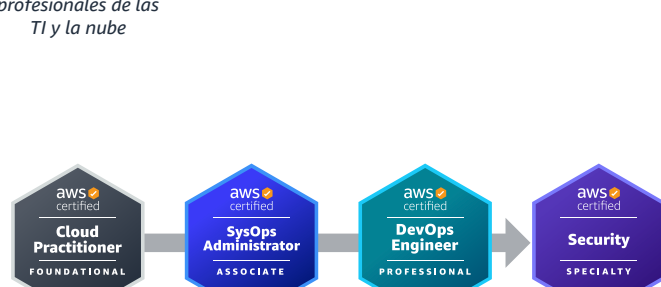 profesionales de las
TI y la nube
aws
certified
Cloud
Practitioner
FOUNDATIONAL
aws
certified
SysOps
Administrator
ASSOCIATE
aws
certified
DevOps
Engineer
PROFESSIONAL
aws
certified
Security
SPECIALTY